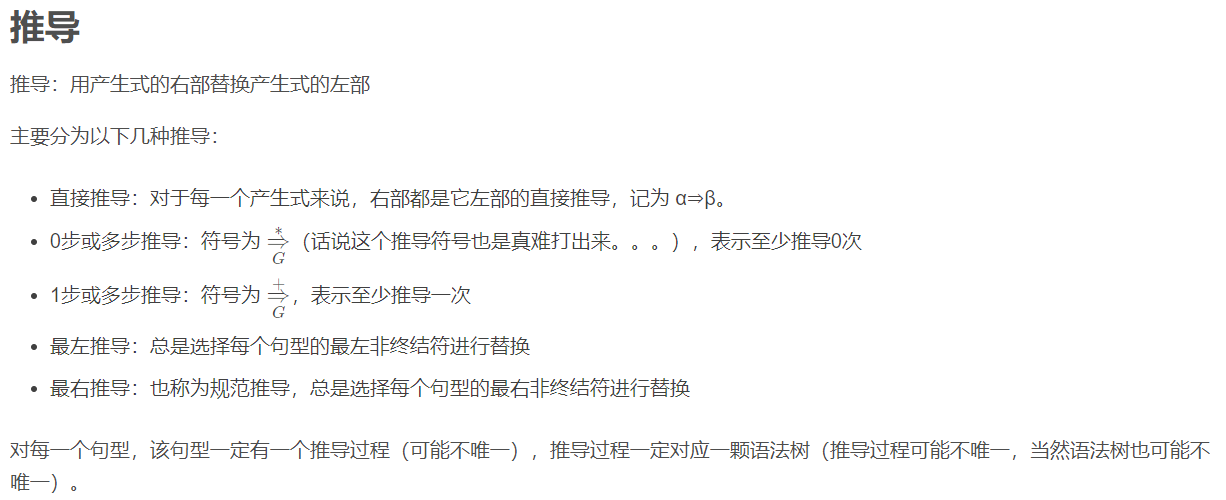 推导
推导：用产生式的右部替换产生式的左部
主要分为以下几种推导：
• 直接推导：对于每一个产生式来说，右部都是它左部的直接推导，记为 α⇒β。
• 0步或多步推导：符号为 $\underset{G}{\overset{*}{\Rightarrow}}$（话说这个推导符号也是真难打出来。。。），表示至少推导0次
• 1步或多步推导：符号为 $\underset{G}{\overset{+}{\Rightarrow}}$，表示至少推导一次
• 最左推导：总是选择每个句型的最左非终结符进行替换
• 最右推导：也称为规范推导，总是选择每个句型的最右非终结符进行替换
对每一个句型，该句型一定有一个推导过程（可能不唯一），推导过程一定对应一颗语法树（推导过程可能不唯一，当然语法树也可能不
唯一）。